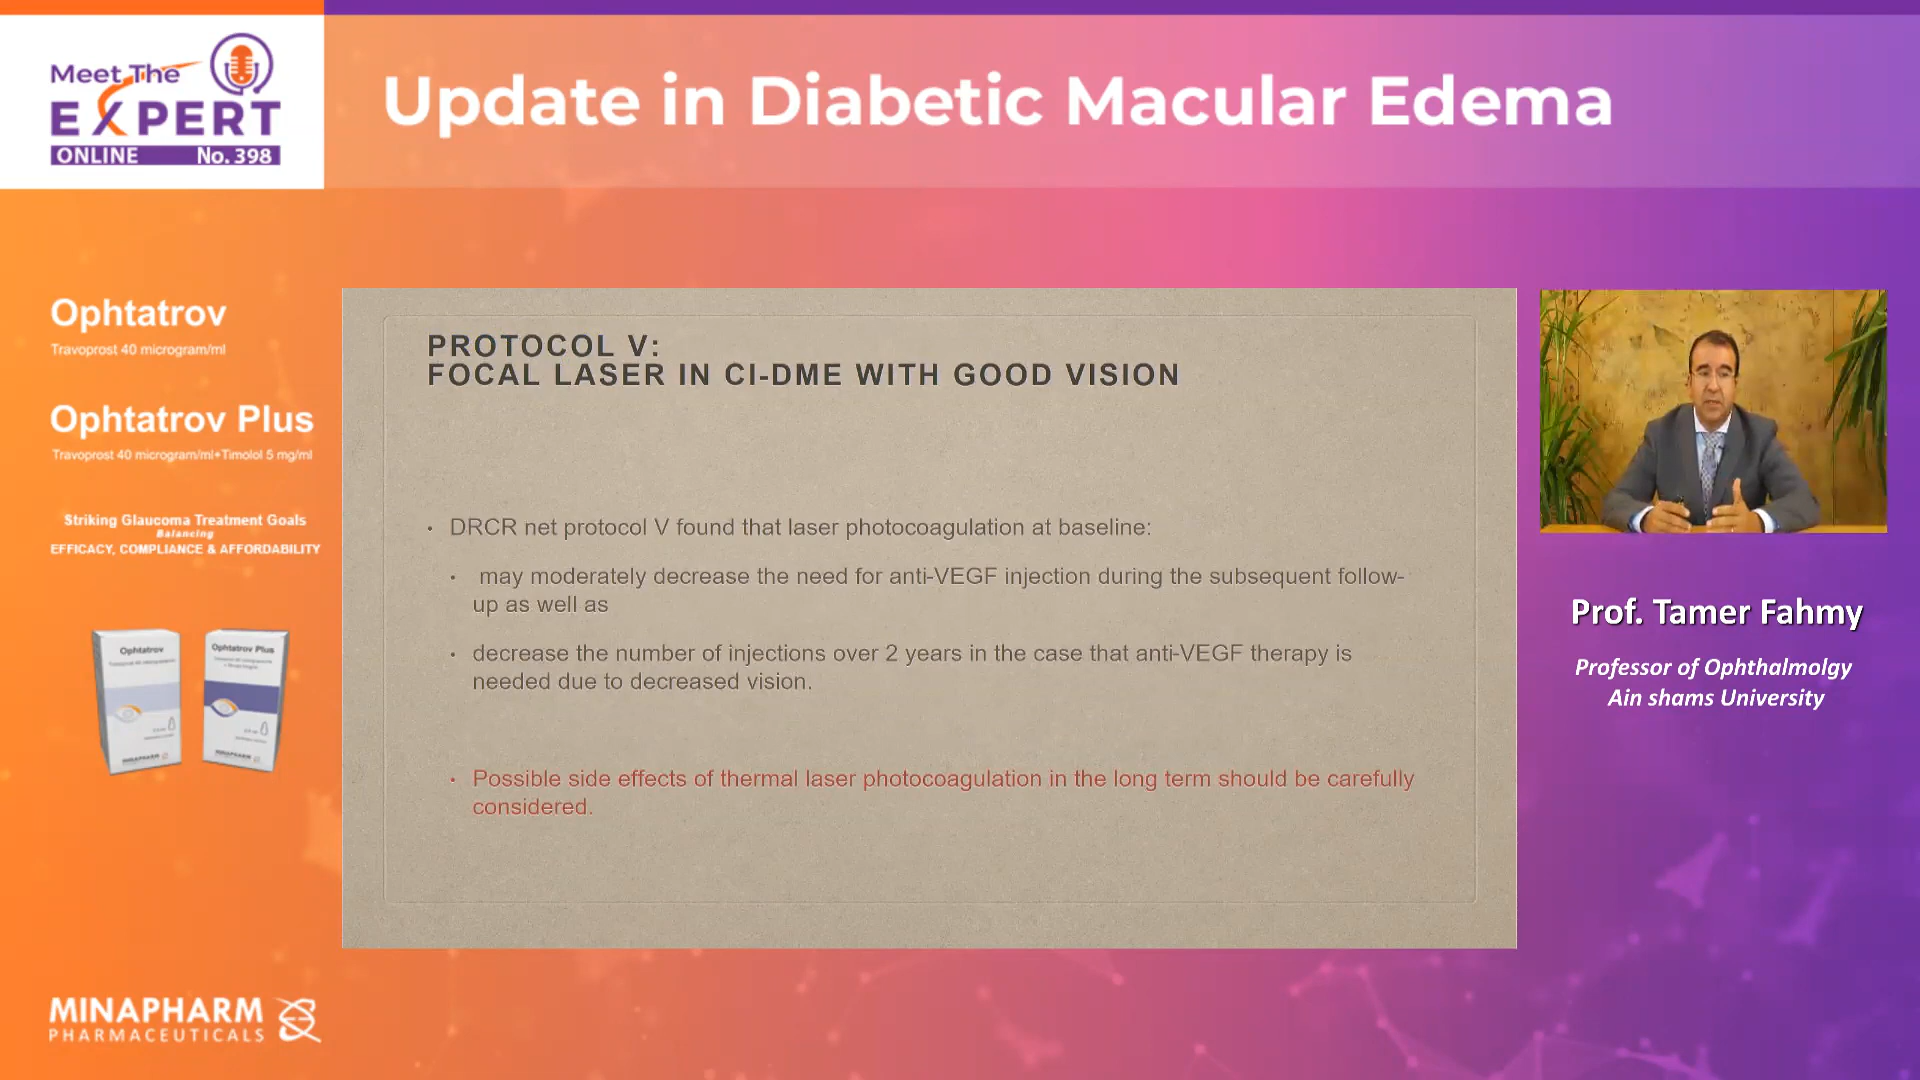 Meet The
EXPERT
ONLINE No. 398
Update in Diabetic Macular Edema
Ophtatrov
Travoprost 40 microgram/ml
Ophtatrov Plus
Travoprost 40 microgram/ml+Timolol 5 mg/ml
Striking Glaucoma Treatment Goals
Balancing
EFFICACY, COMPLIANCE & AFFORDABILITY
Ophtatrov
Ophtatrov Plus
MINAPHARM
MINAPHARM
MINAPHARM
PHARMACEUTICALS
PROTOCOL V:
FOCAL LASER IN CI-DME WITH GOOD VISION
• DRCR net protocol V found that laser photocoagulation at baseline:
• may moderately decrease the need for anti-VEGF injection during the subsequent follow-
up as well as
• decrease the number of injections over 2 years in the case that anti-VEGF therapy is
needed due to decreased vision.
• Possible side effects of thermal laser photocoagulation in the long term should be carefully
considered.
Prof. Tamer Fahmy
Professor of Ophthalmolgy
Ain shams University